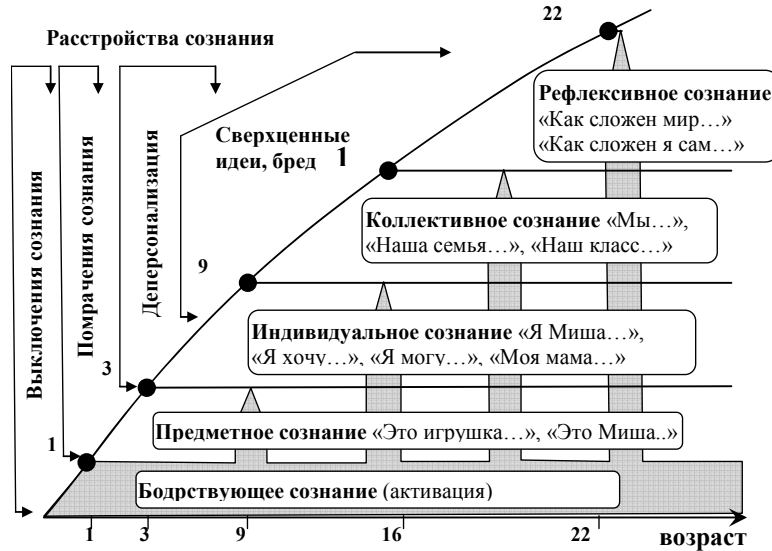 22
Расстройства сознания
Рефлексивное сознание
«Как сложен мир…»
«Как сложен я сам…»
Сверхценные
идеи, бред 1
Выключения сознания
Помрачения сознания
Деперсонализация
Коллективное сознание «Мы…»,
«Наша семья…», «Наш класс…»
9
Индивидуальное сознание «Я Миша…»,
«Я хочу…», «Я могу…», «Моя мама…»
3
Предметное сознание «Это игрушка…», «Это Миша..»
1
Бодрствующее сознание (активация)
1 3 9 16 22 возраст